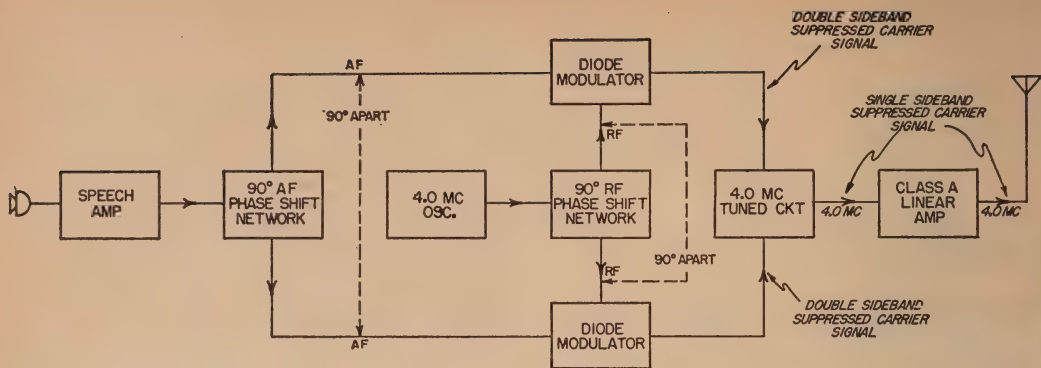 DOUBLE SIDEBAND
SUPPRESSED CARRIER
SIGNAL
AF
DIODE
MODULATOR
90° APART
RF
SINGLE SIDEBAND
SUPPRESSED CARRIER
SIGNAL
SPEECH
AMP
90° AF
PHASE SHIFT
NETWORK
4.0 MC
OSC.
90° RF
PHASE SHIFT
NETWORK
4.0 MC
TUNED CKT
4.0 MC
CLASS A
LINEAR
AMP
4.0 MC
RF
90° APART
AF
DIODE
MODULATOR
DOUBLE SIDEBAND
SUPPRESSED CARRIER
SIGNAL